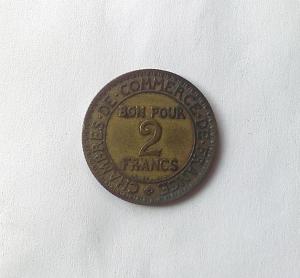 CHAMBRES·DE·COMMERCE·DE·FRANCE
BON POUR
2
FRANCS